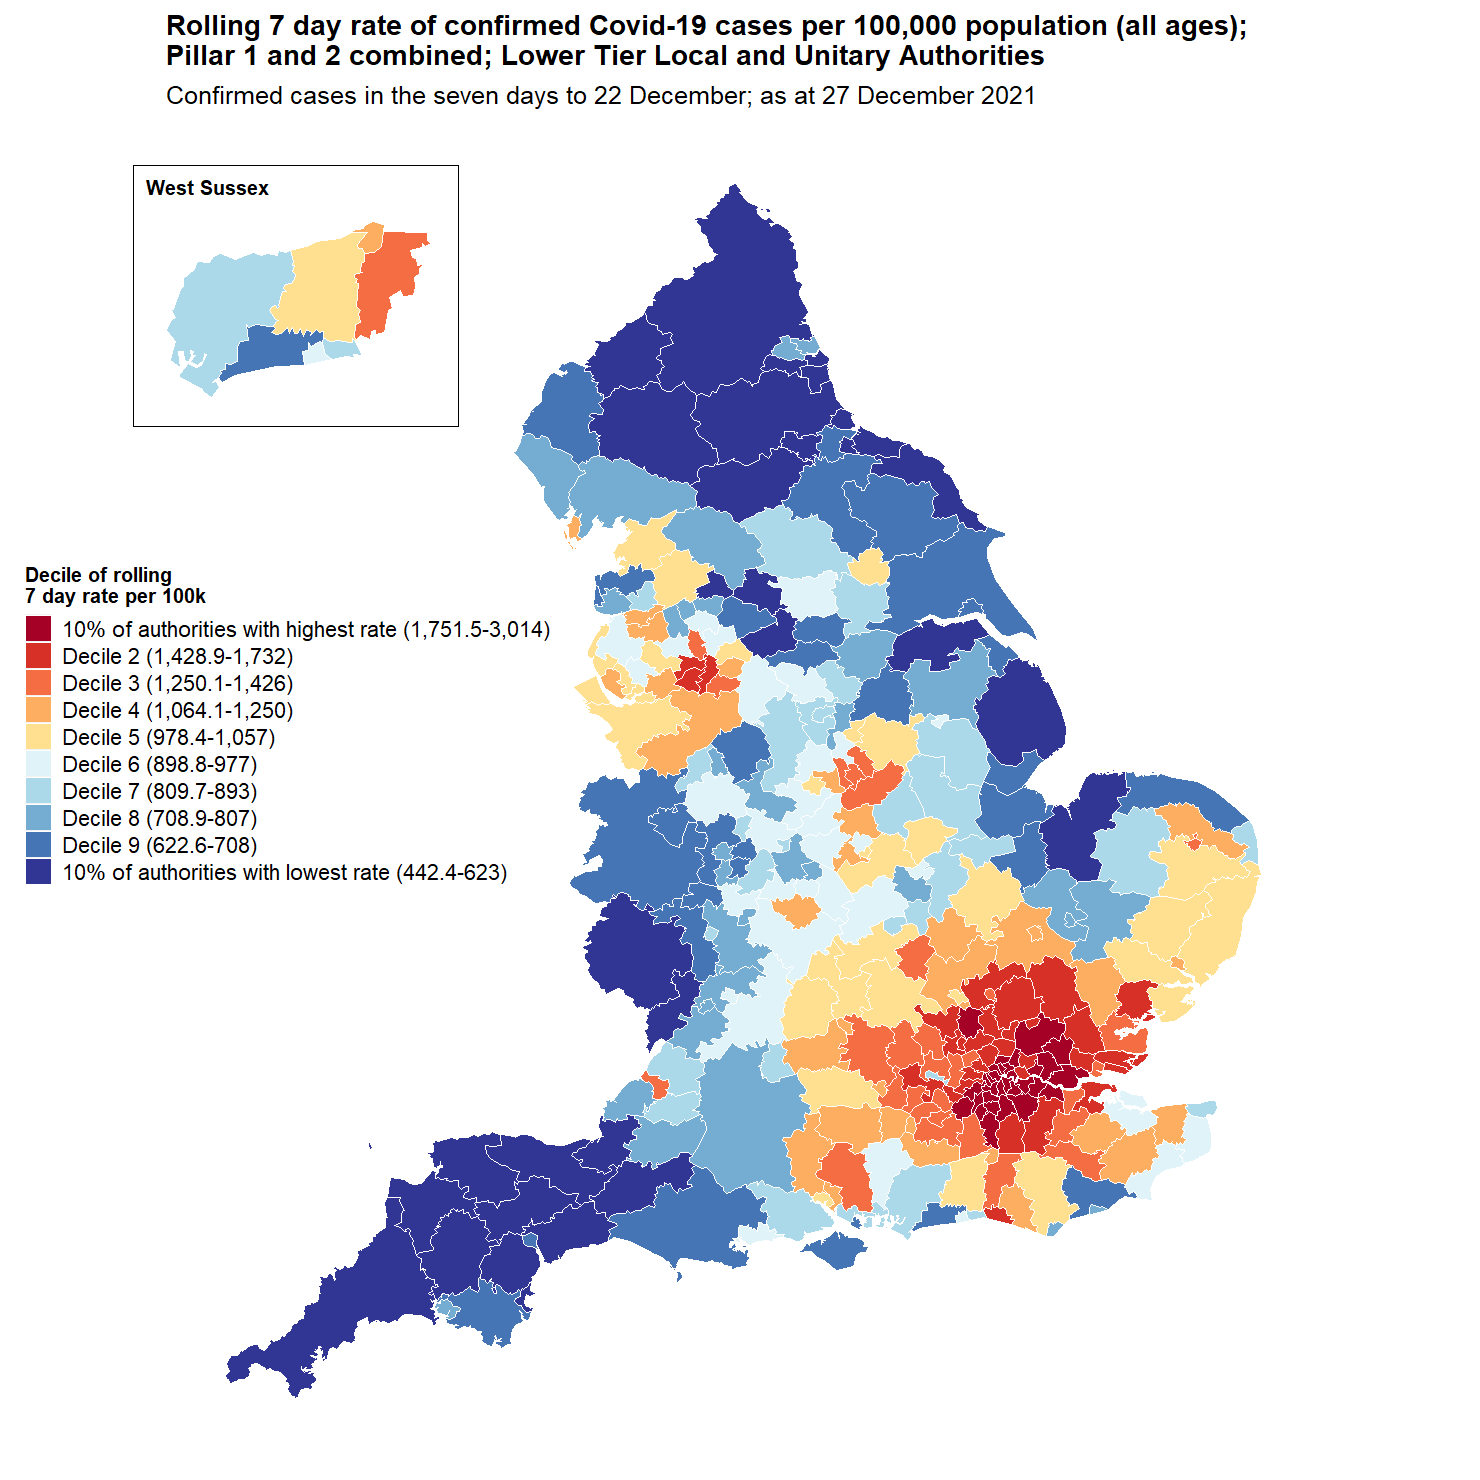 Rolling 7 day rate of confirmed Covid-19 cases per 100,000 population (all ages);
Pillar 1 and 2 combined; Lower Tier Local and Unitary Authorities
Confirmed cases in the seven days to 22 December; as at 27 December 2021
West Sussex
Decile of rolling
7 day rate per 100k
10% of authorities with highest rate (1,751.5-3,014)
Decile 2 (1,428.9-1,732)
Decile 3 (1,250.1-1,426)
Decile 4 (1,064.1-1,250)
Decile 5 (978.4-1,057)
Decile 6 (898.8-977)
Decile 7 (809.7-893)
Decile 8 (708.9-807)
Decile 9 (622.6-708)
10% of authorities with lowest rate (442.4-623)